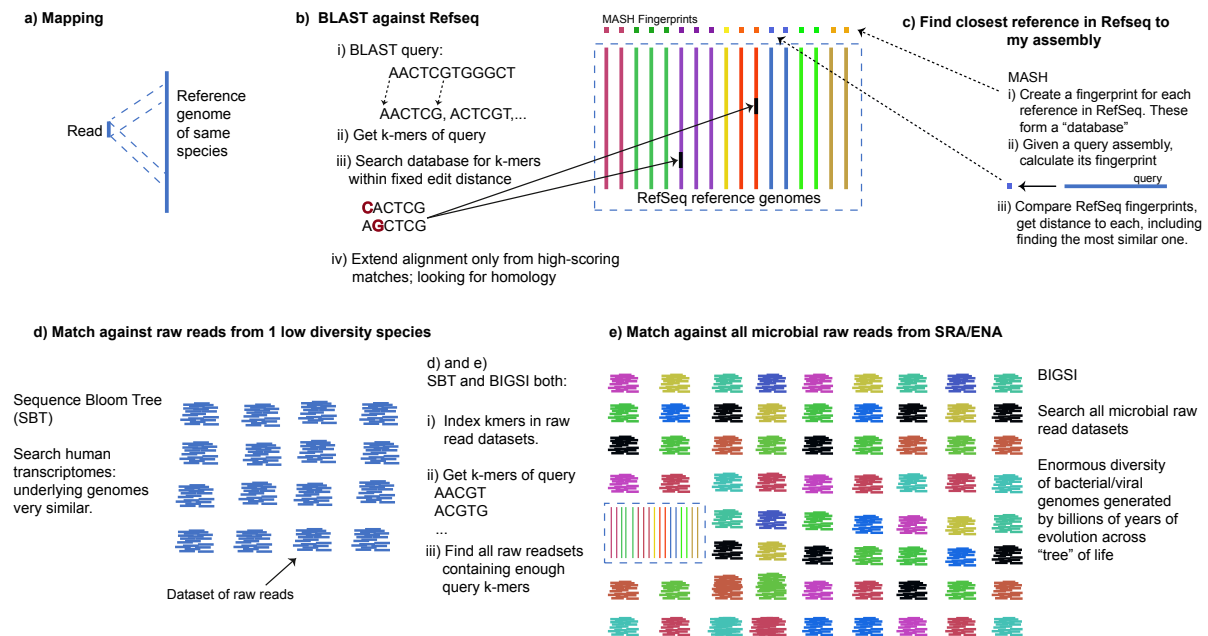 a) Mapping
Read
Reference
genome
of same
species
b) BLAST against Refseq
i) BLAST query:
AACTCGTGGGCT
AACTCG, ACTCGT,...
ii) Get k-mers of query
iii) Search database for k-mers
within fixed edit distance
CACTCG
AGCTCG
iv) Extend alignment only from high-scoring
matches; looking for homology
MASH Fingerprints
RefSeq reference genomes
c) Find closest reference in Refseq to
my assembly
MASH
i) Create a fingerprint for each
reference in RefSeq. These
form a “database”
ii) Given a query assembly,
calculate its fingerprint
query
iii) Compare RefSeq fingerprints,
get distance to each, including
finding the most similar one.
d) Match against raw reads from 1 low diversity species
Sequence Bloom Tree
(SBT)
Search human
transcriptomes:
underlying genomes
very similar.
Dataset of raw reads
d) and e)
SBT and BIGSI both:
i) Index kmers in raw
read datasets.
ii) Get k-mers of query
AACGT
ACGTG
...
iii) Find all raw readsets
containing enough
query k-mers
e) Match against all microbial raw reads from SRA/ENA
BIGSI
Search all microbial raw
read datasets
Enormous diversity
of bacterial/viral
genomes generated
by billions of years of
evolution across
“tree” of life